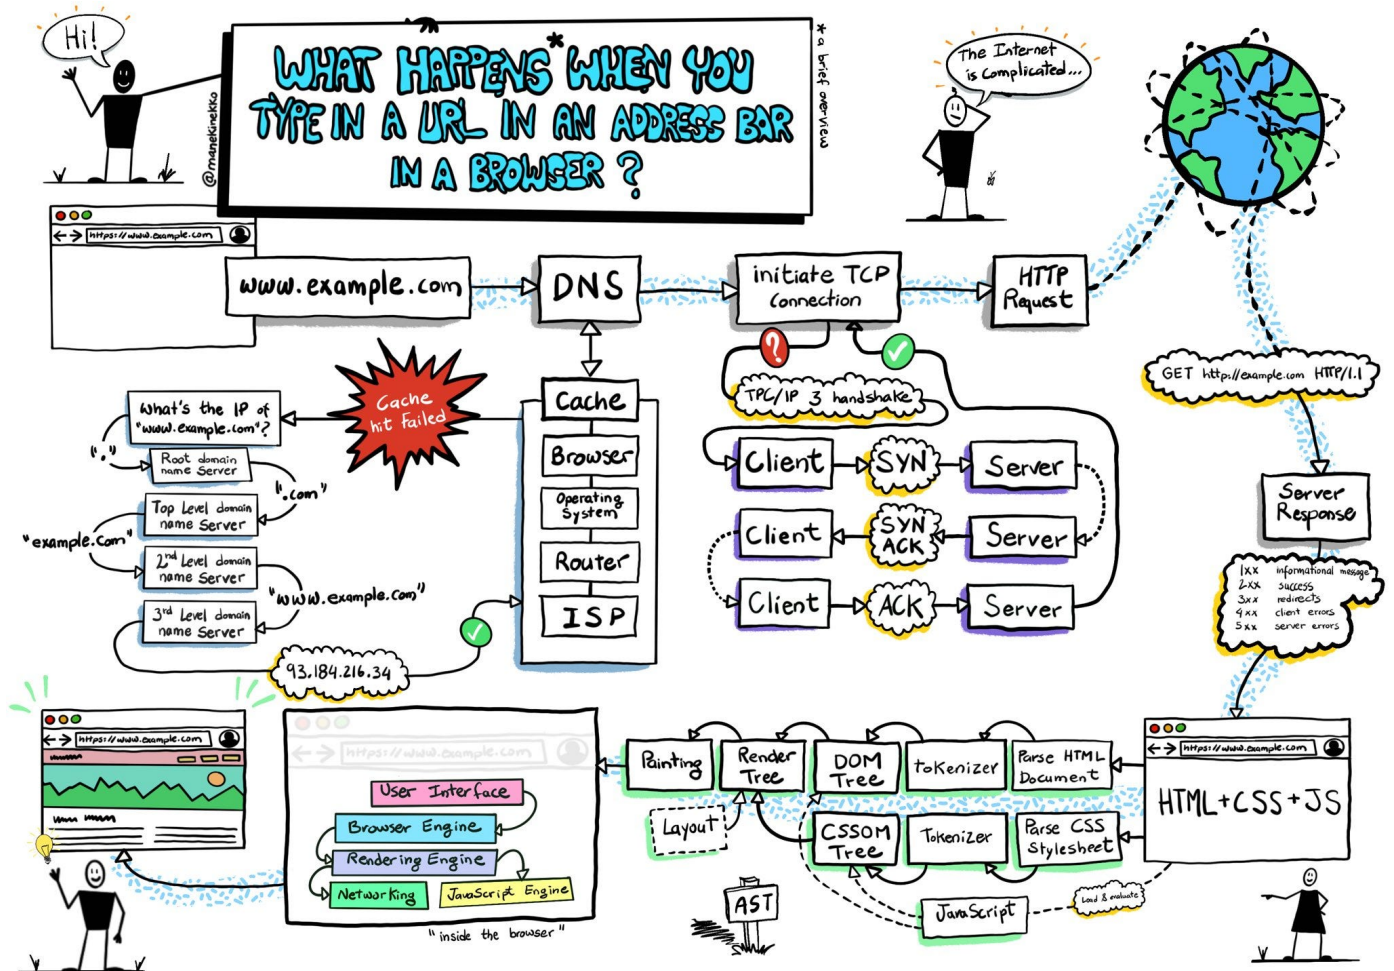 Hi!
WHAT HAPPENS* WHEN YOU
TYPE IN A URL IN AN ADDRESS BAR
IN A BROWSER ?
* a brief overview
@manekinekko
The Internet
is complicated...
https://www.example.com
www.example.com
DNS
initiate TCP
Connection
HTTP
Request
GET http://example.com HTTP/1.1
Server
Response
1xx informational message
2xx success
3xx redirects
4xx client errors
5xx server errors
Cache
Browser
Operating
System
Router
ISP
Cache
hit failed
What's the IP of
"www.example.com"?
"."
Root domain
name Server
".com"
Top Level domain
name Server
"example.com"
2nd Level domain
name Server
"www.example.com"
3rd Level domain
name Server
93.184.216.34
?
TPC/IP 3 handshake
Client
SYN
Server
Client
SYN
ACK
Server
Client
ACK
Server
https://www.example.com
HTML+CSS+JS
Parse HTML
Document
toKenizer
DOM
Tree
Render
Tree
Painting
Layout
Parse CSS
Stylesheet
Tokenizer
CSSOM
Tree
Load & evaluate
JavaScript
AST
https://www.example.com
User Interface
Browser Engine
Rendering Engine
Networking
JavaScript Engine
"inside the browser"
https://www.example.com